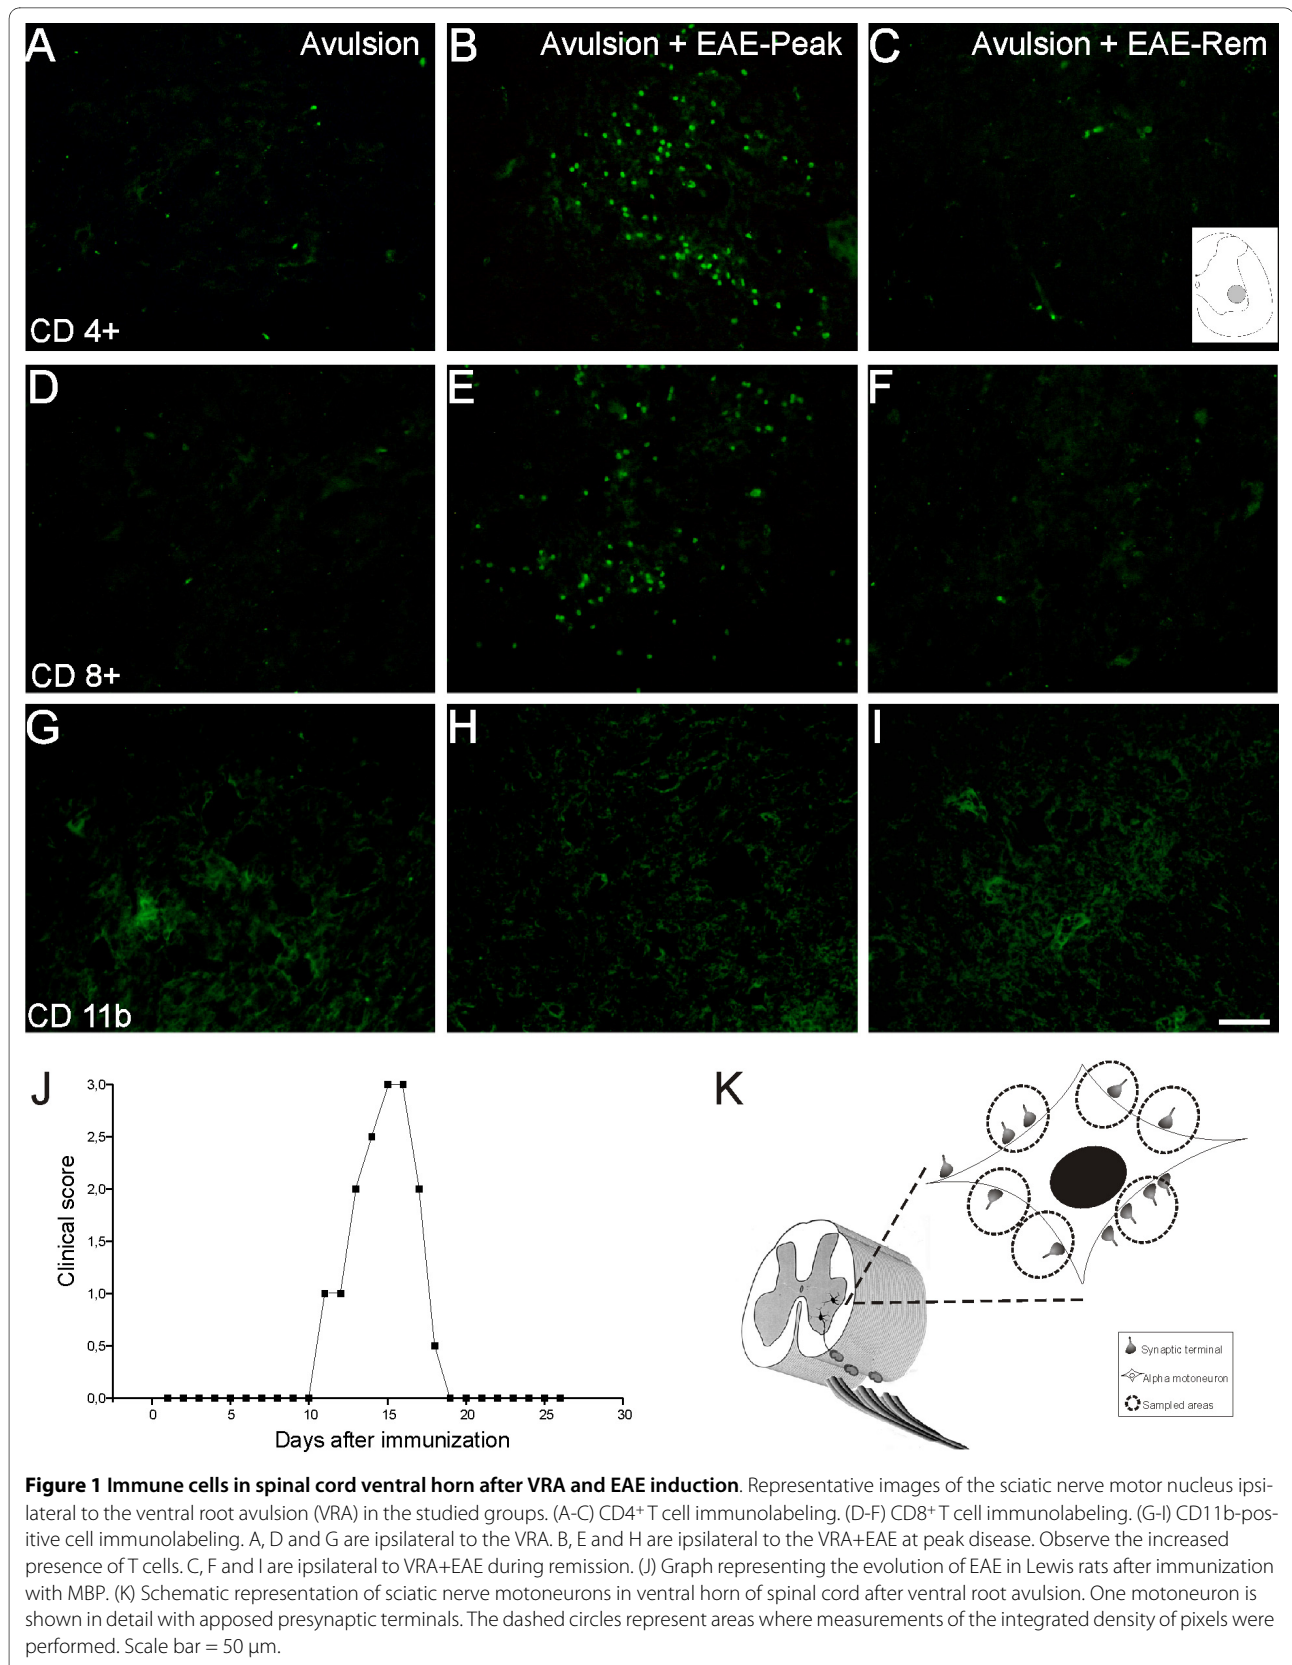 A Avulsion
B Avulsion + EAE-Peak
C Avulsion + EAE-Rem
CD 4+
D
E
F
CD 8+
G
H
I
CD 11b
J
3,0
2,5
2,0
1,5
1,0
0,5
0,0
Clinical score
0 5 10 15 20 25 30
Days after immunization
K
Synaptic terminal
Alpha motoneuron
Sampled areas
Figure 1 Immune cells in spinal cord ventral horn after VRA and EAE induction. Representative images of the sciatic nerve motor nucleus ipsi-
lateral to the ventral root avulsion (VRA) in the studied groups. (A-C) CD4+ T cell immunolabeling. (D-F) CD8+ T cell immunolabeling. (G-I) CD11b-pos-
itive cell immunolabeling. A, D and G are ipsilateral to the VRA. B, E and H are ipsilateral to the VRA+EAE at peak disease. Observe the increased
presence of T cells. C, F and I are ipsilateral to VRA+EAE during remission. (J) Graph representing the evolution of EAE in Lewis rats after immunization
with MBP. (K) Schematic representation of sciatic nerve motoneurons in ventral horn of spinal cord after ventral root avulsion. One motoneuron is
shown in detail with apposed presynaptic terminals. The dashed circles represent areas where measurements of the integrated density of pixels were
performed. Scale bar = 50 μm.